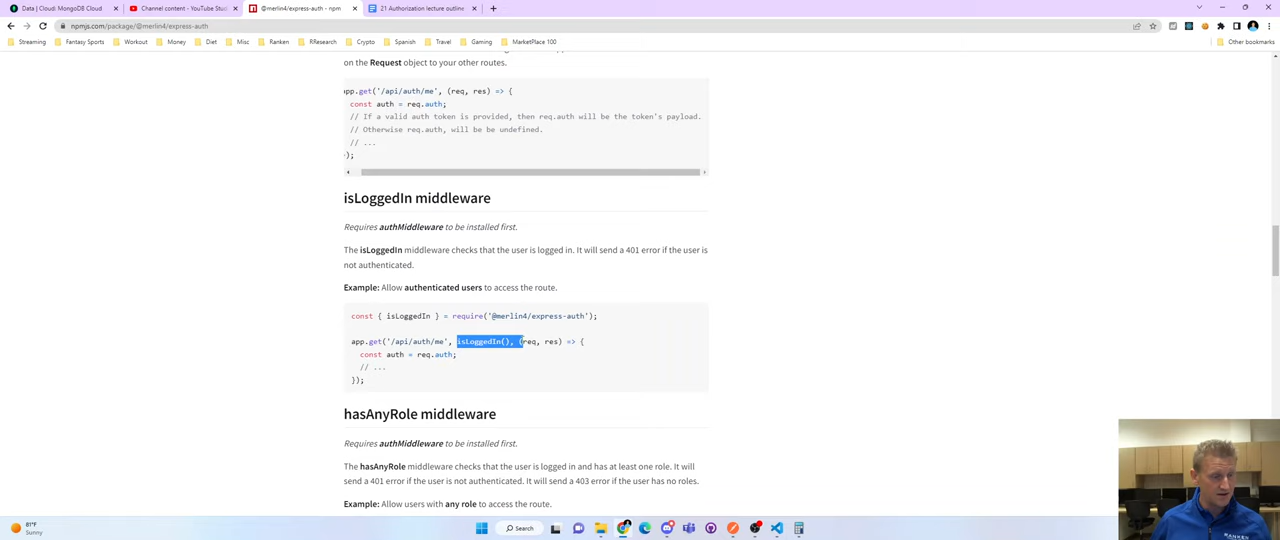 Data | Cloud: MongoDB Cloud
Channel content - YouTube Stud
@merlin4/express-auth - npm
21 Authorization lecture outline
npmjs.com/package/@merlin4/express-auth
Streaming
Fantasy Sports
Workout
Money
Diet
Misc
Ranken
RResearch
Crypto
Spanish
Travel
Gaming
MarketPlace 100
Other bookmarks
on the Request object to your other routes.
app.get('/api/auth/me', (req, res) => {
const auth = req.auth;
// If a valid auth token is provided, then req.auth will be the token's payload.
// Otherwise req.auth, will be be undefined.
// ...
});
isLoggedIn middleware
Requires authMiddleware to be installed first.
The isLoggedIn middleware checks that the user is logged in. It will send a 401 error if the user is
not authenticated.
Example: Allow authenticated users to access the route.
const { isLoggedIn } = require('@merlin4/express-auth');
app.get('/api/auth/me', isLoggedIn(), (req, res) => {
const auth = req.auth;
// ...
});
hasAnyRole middleware
Requires authMiddleware to be installed first.
The hasAnyRole middleware checks that the user is logged in and has at least one role. It will
send a 401 error if the user is not authenticated. It will send a 403 error if the user has no roles.
Example: Allow users with any role to access the route.
81°F
Sunny
Search
RANKEN